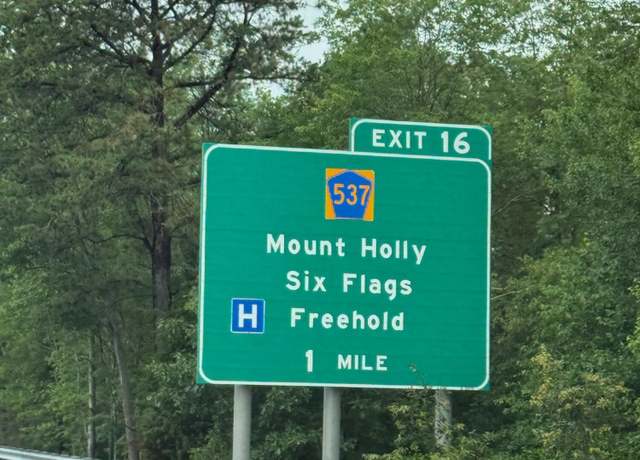 EXIT 16
537
Mount Holly
Six Flags
H Freehold
1 MILE